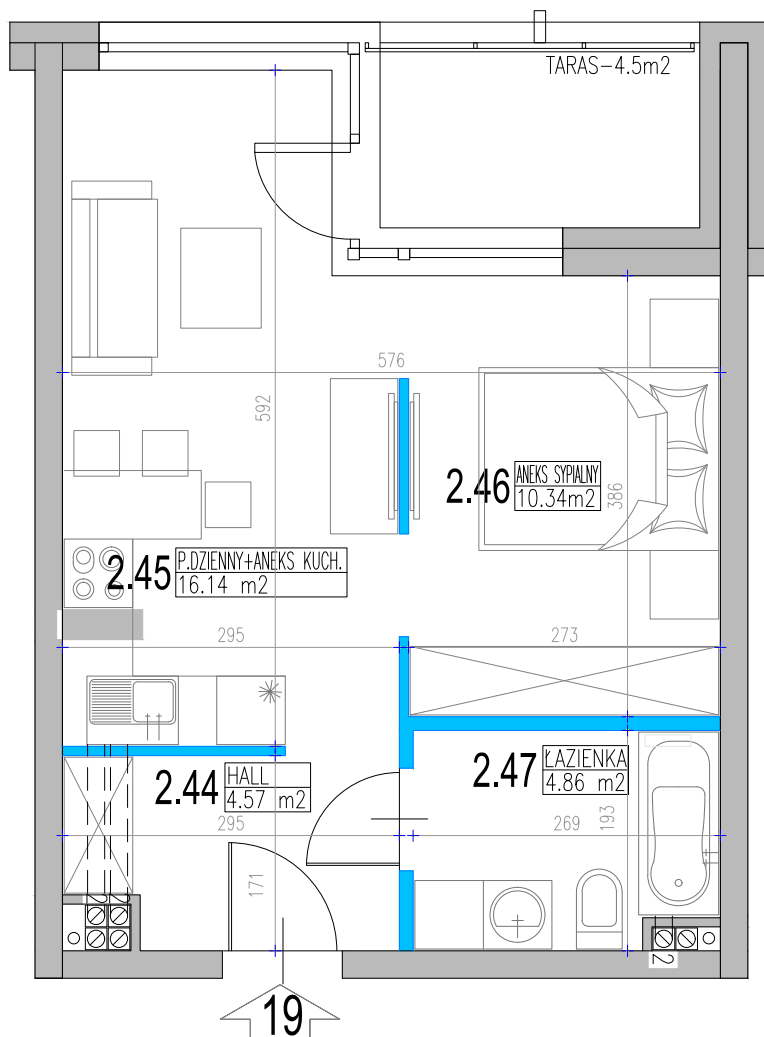 TARAS-4.5m2
576
592
2.46
ANEKS SYPIALNY
10.34m2
386
2.45
P.DZIENNY+ANEKS KUCH.
16.14 m2
295
273
2.44
HALL
4.57 m2
2.47
ŁAZIENKA
4.86 m2
295
269
193
171
2
2
2
19